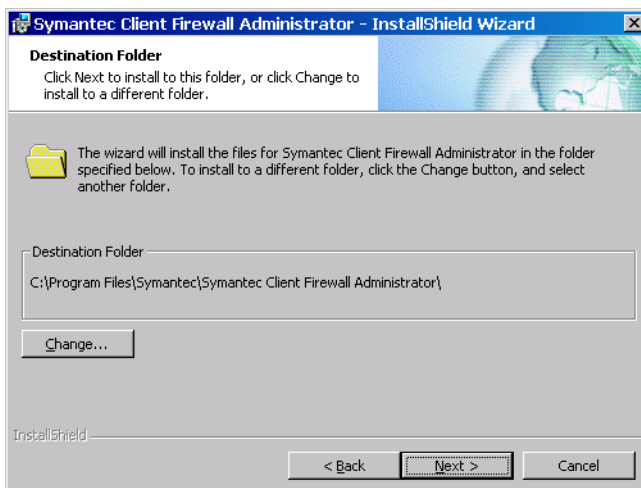 Symantec Client Firewall Administrator - InstallShield Wizard
Destination Folder
Click Next to install to this folder, or click Change to
install to a different folder.
The wizard will install the files for Symantec Client Firewall Administrator in the folder
specified below. To install to a different folder, click the Change button, and select
another folder.
Destination Folder
C:\Program Files\Symantec\Symantec Client Firewall Administrator\
Change...
InstallShield
< Back
Next >
Cancel